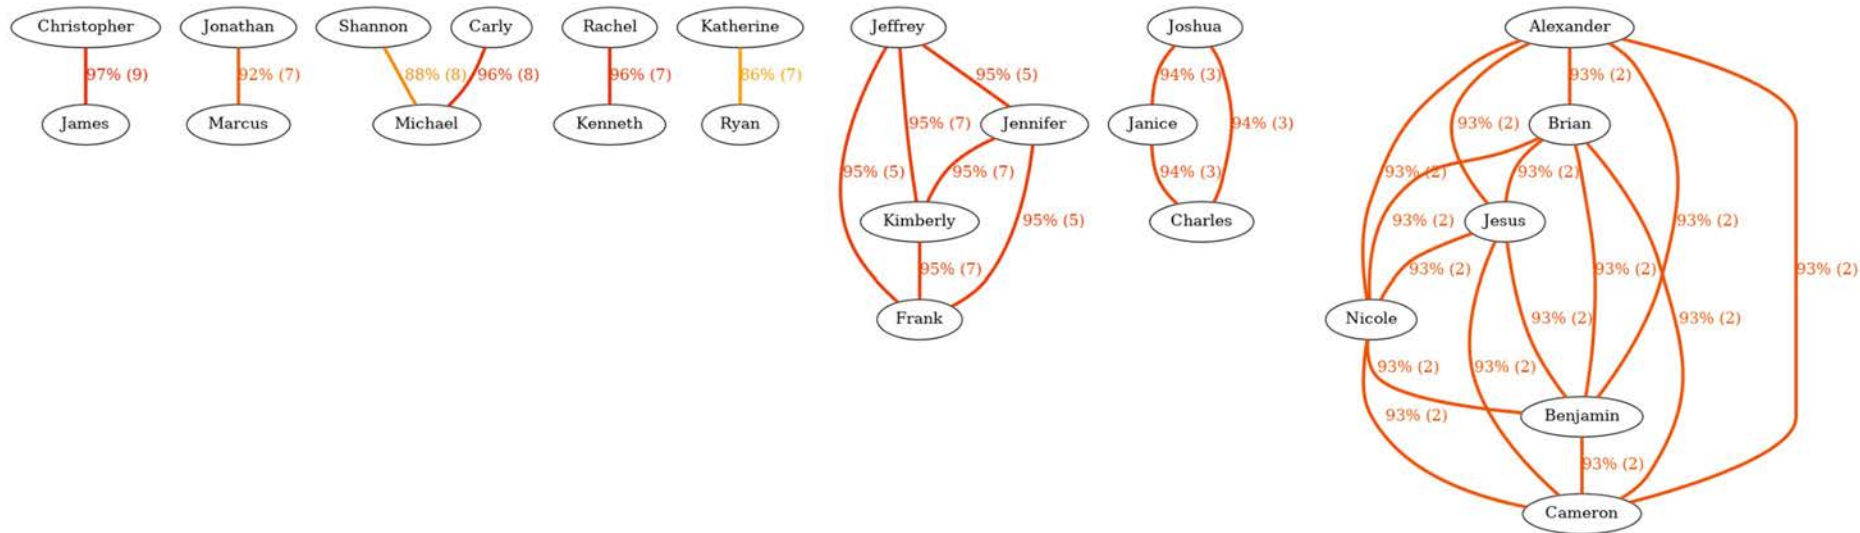 Christopher
Jonathan
Shannon
Carly
Rachel
Katherine
Jeffrey
Joshua
Alexander
97% (9)
92% (7)
88% (8)
96% (8)
96% (7)
86% (7)
95% (5)
94% (3)
93% (2)
James
Marcus
Michael
Kenneth
Ryan
95% (7)
Jennifer
Janice
94% (3)
93% (2)
Brian
95% (5)
95% (7)
94% (3)
93% (2)
93% (2)
Kimberly
95% (5)
Charles
93% (2)
Jesus
93% (2)
95% (7)
93% (2)
93% (2)
93% (2)
Frank
Nicole
93% (2)
93% (2)
93% (2)
93% (2)
93% (2)
Benjamin
93% (2)
Cameron